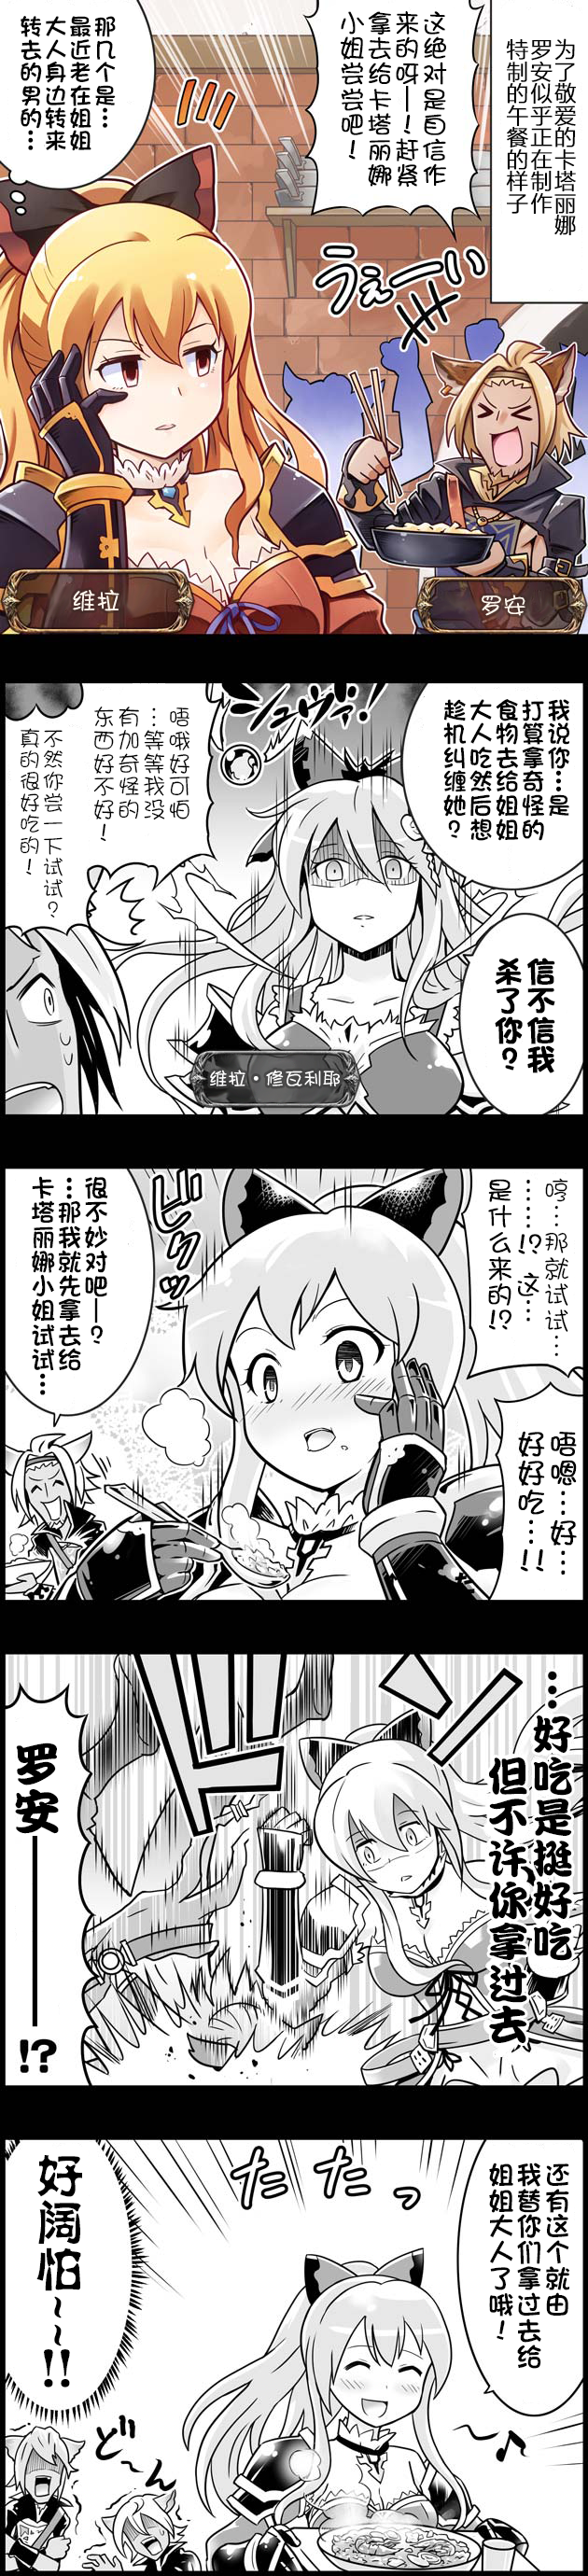 为了敬爱的卡塔丽娜
罗安似乎正在制作
特制的午餐的样子
这绝对是自信作
来的呀—！赶紧
拿去给卡塔丽娜
小姐尝尝吧！
那几个是…
最近老在姐姐
大人身边转来
转去的男的…
うぇーい
维拉
罗安
我说你…是
打算拿奇怪的
食物去给姐姐
大人吃然后想
趁机纠缠她？
シュヴァ！
唔哦好可怕
…等等我没
有加奇怪的
东西好不好！
不然你尝一下试试？
真的很好吃的！
信不信我
杀了你？
维拉·修瓦利耶
哼…那就试试…
……!？这…
是什么来的!？
ビクッ
很不妙对吧—？
…那我就先拿去给
卡塔丽娜小姐试试…
唔嗯…好…
好好吃…!!
…好吃是挺好吃
但不许你拿过去
ドッ
罗安——!？
还有这个就由
我替你们拿过去给
姐姐大人了哦！
たたっ
好阔怕~~!!
ど~ん